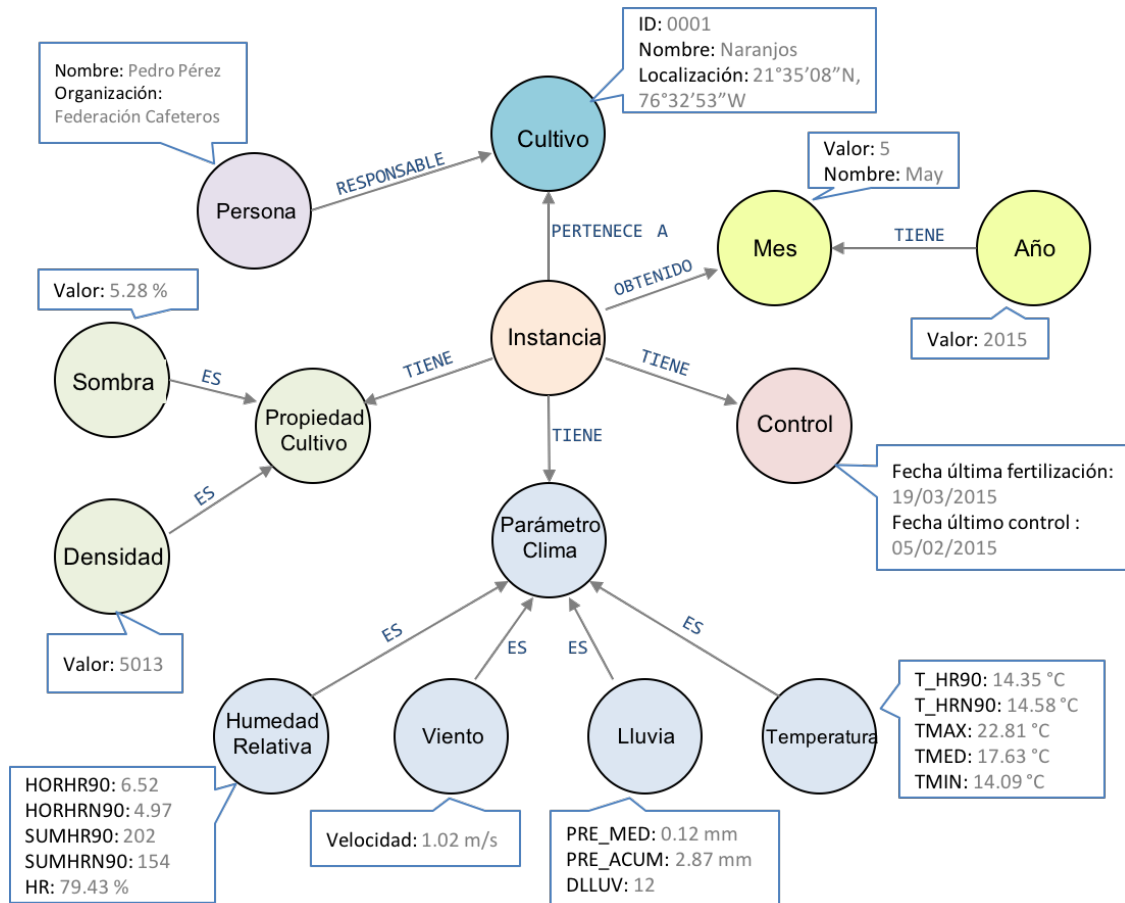 ID: 0001
Nombre: Naranjos
Localización: 21°35’08”N,
76°32’53”W
Nombre: Pedro Pérez
Organización:
Federación Cafeteros
Cultivo
RESPONSABLE
Persona
Valor: 5
Nombre: May
PERTENECE A
Mes
TIENE
Año
OBTENIDO
Valor: 5.28 %
Instancia
Valor: 2015
Sombra
ES
TIENE
TIENE
Propiedad
Cultivo
Control
TIENE
Fecha última fertilización:
19/03/2015
Fecha último control :
05/02/2015
ES
Densidad
Parámetro
Clima
Valor: 5013
ES
ES
ES
ES
Humedad
Relativa
Viento
Lluvia
Temperatura
T_HR90: 14.35 °C
T_HRN90: 14.58 °C
TMAX: 22.81 °C
TMED: 17.63 °C
TMIN: 14.09 °C
HORHR90: 6.52
HORHRN90: 4.97
SUMHR90: 202
SUMHRN90: 154
HR: 79.43 %
Velocidad: 1.02 m/s
PRE_MED: 0.12 mm
PRE_ACUM: 2.87 mm
DLLUV: 12